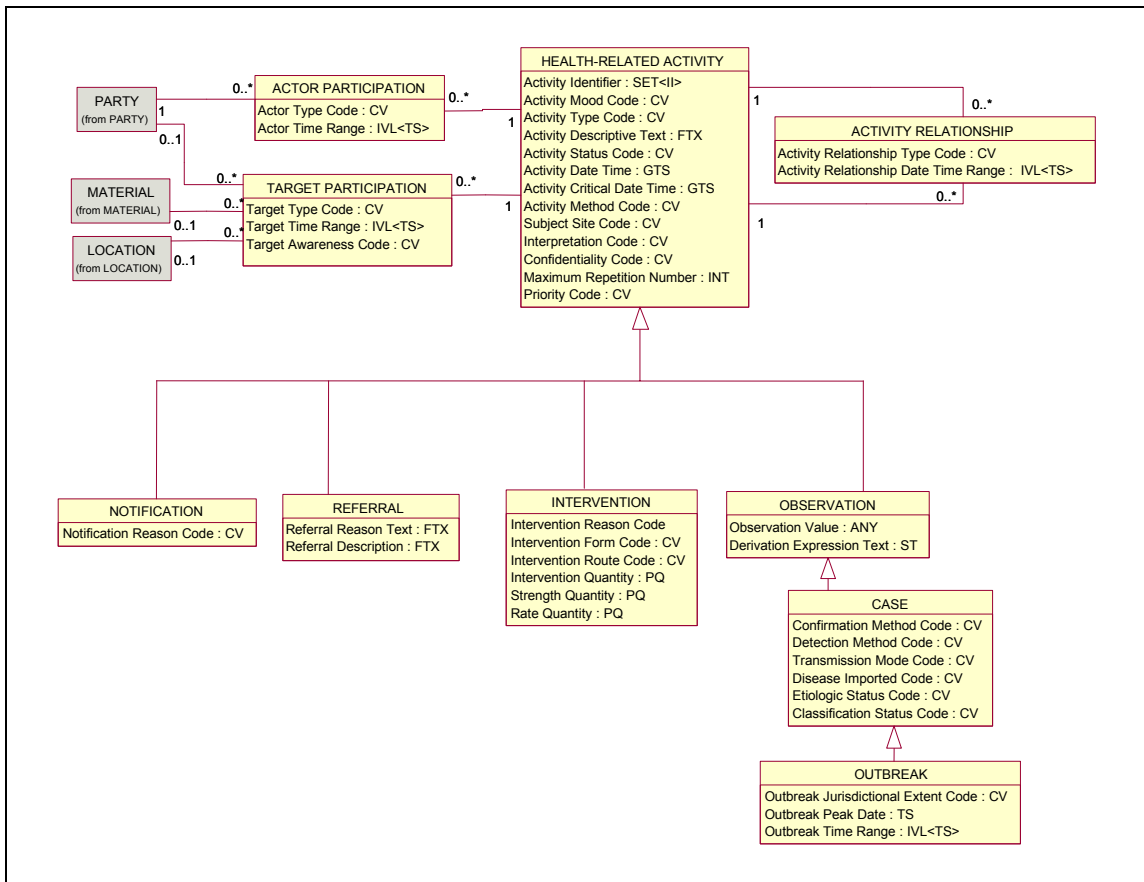 PARTY
(from PARTY)
1
0..1
0..*
ACTOR PARTICIPATION
Actor Type Code : CV
Actor Time Range : IVL<TS>
0..*
1
MATERIAL
(from MATERIAL)
0..1
LOCATION
(from LOCATION)
0..1
0..*
0..*
0..*
TARGET PARTICIPATION
Target Type Code : CV
Target Time Range : IVL<TS>
Target Awareness Code : CV
0..*
1
HEALTH-RELATED ACTIVITY
Activity Identifier : SET<II>
Activity Mood Code : CV
Activity Type Code : CV
Activity Descriptive Text : FTX
Activity Status Code : CV
Activity Date Time : GTS
Activity Critical Date Time : GTS
Activity Method Code : CV
Subject Site Code : CV
Interpretation Code : CV
Confidentiality Code : CV
Maximum Repetition Number : INT
Priority Code : CV
1
0..*
ACTIVITY RELATIONSHIP
Activity Relationship Type Code : CV
Activity Relationship Date Time Range : IVL<TS>
0..*
1
NOTIFICATION
Notification Reason Code : CV
REFERRAL
Referral Reason Text : FTX
Referral Description : FTX
INTERVENTION
Intervention Reason Code
Intervention Form Code : CV
Intervention Route Code : CV
Intervention Quantity : PQ
Strength Quantity : PQ
Rate Quantity : PQ
OBSERVATION
Observation Value : ANY
Derivation Expression Text : ST
CASE
Confirmation Method Code : CV
Detection Method Code : CV
Transmission Mode Code : CV
Disease Imported Code : CV
Etiologic Status Code : CV
Classification Status Code : CV
OUTBREAK
Outbreak Jurisdictional Extent Code : CV
Outbreak Peak Date : TS
Outbreak Time Range : IVL<TS>